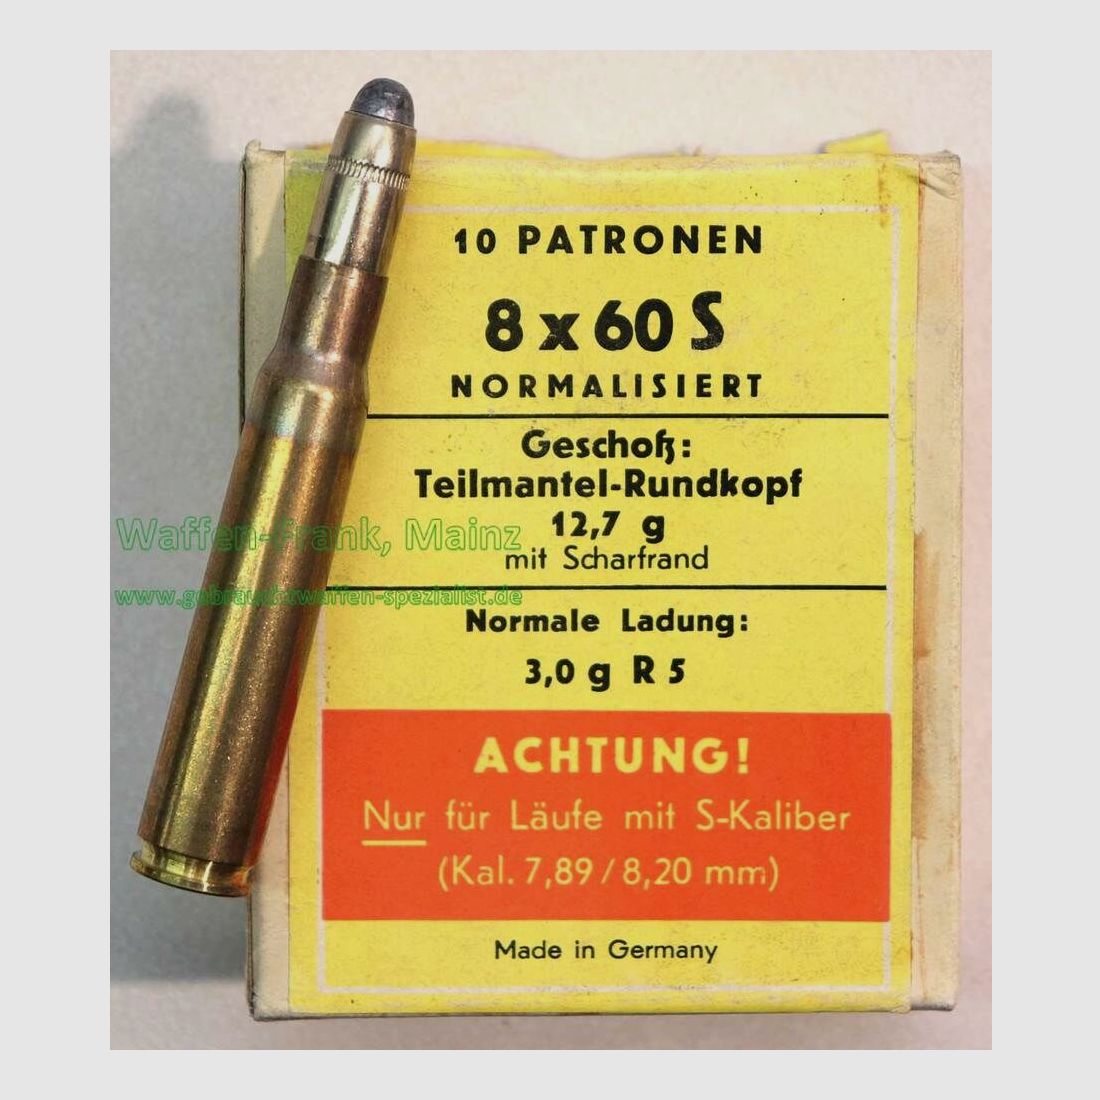 10 PATRONEN
8 x 60 S
NORMALISIERT
Geschoß:
Teilmantel-Rundkopf
12,7 g
Waffen-Frank, Mainz
mit Scharfrand
www.gebrauchtwaffen-spezialist.de
Normale Ladung:
3,0 g R 5
ACHTUNG!
Nur für Läufe mit S-Kaliber
(Kal. 7,89 / 8,20 mm)
Made in Germany